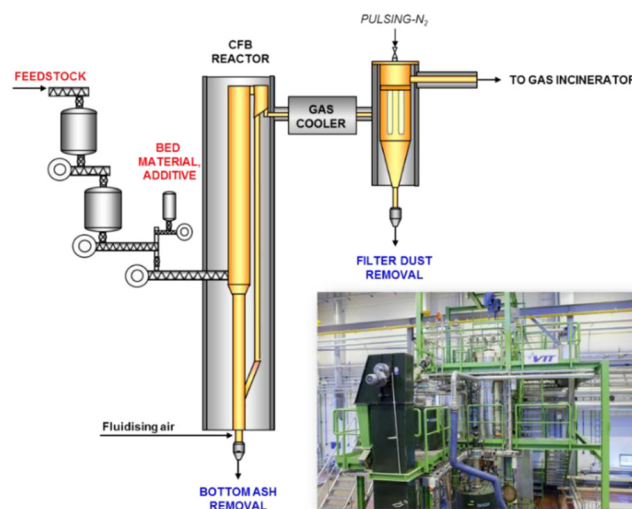 PULSING-N₂
CFB
REACTOR
FEEDSTOCK
TO GAS INCINERATOR
GAS
COOLER
BED
MATERIAL,
ADDITIVE
FILTER DUST
REMOVAL
VTT
Fluidising air
BOTTOM ASH
REMOVAL